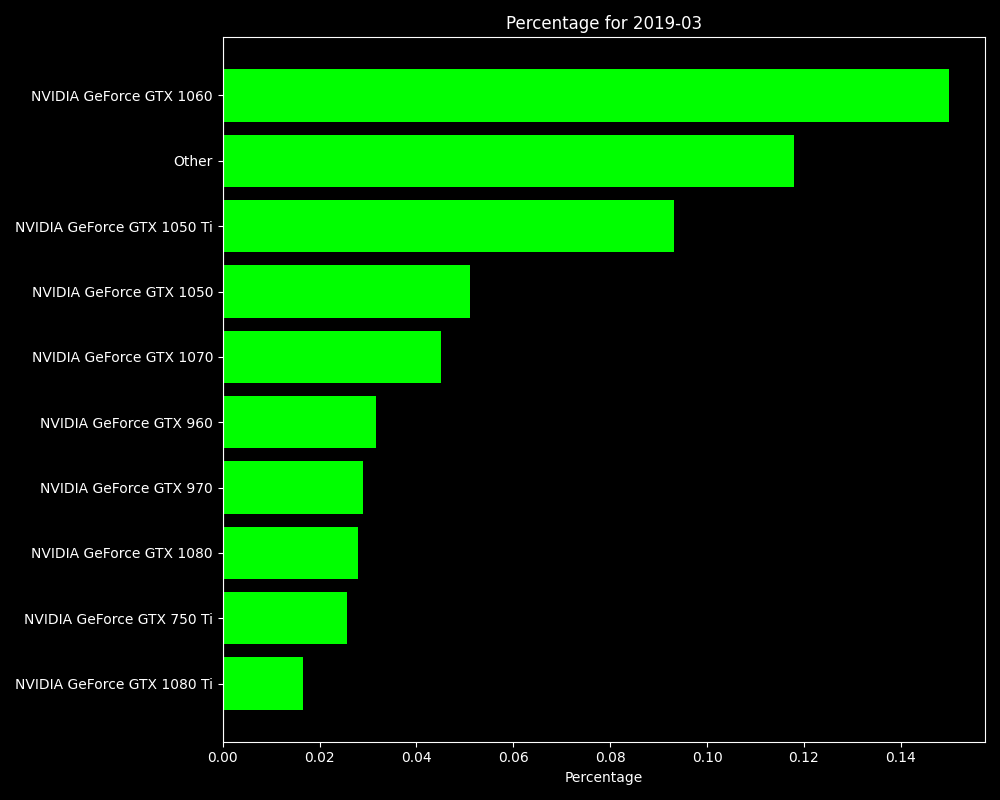 Percentage for 2019-03
NVIDIA GeForce GTX 1060
Other
NVIDIA GeForce GTX 1050 Ti
NVIDIA GeForce GTX 1050
NVIDIA GeForce GTX 1070
NVIDIA GeForce GTX 960
NVIDIA GeForce GTX 970
NVIDIA GeForce GTX 1080
NVIDIA GeForce GTX 750 Ti
NVIDIA GeForce GTX 1080 Ti
0.00 0.02 0.04 0.06 0.08 0.10 0.12 0.14
Percentage